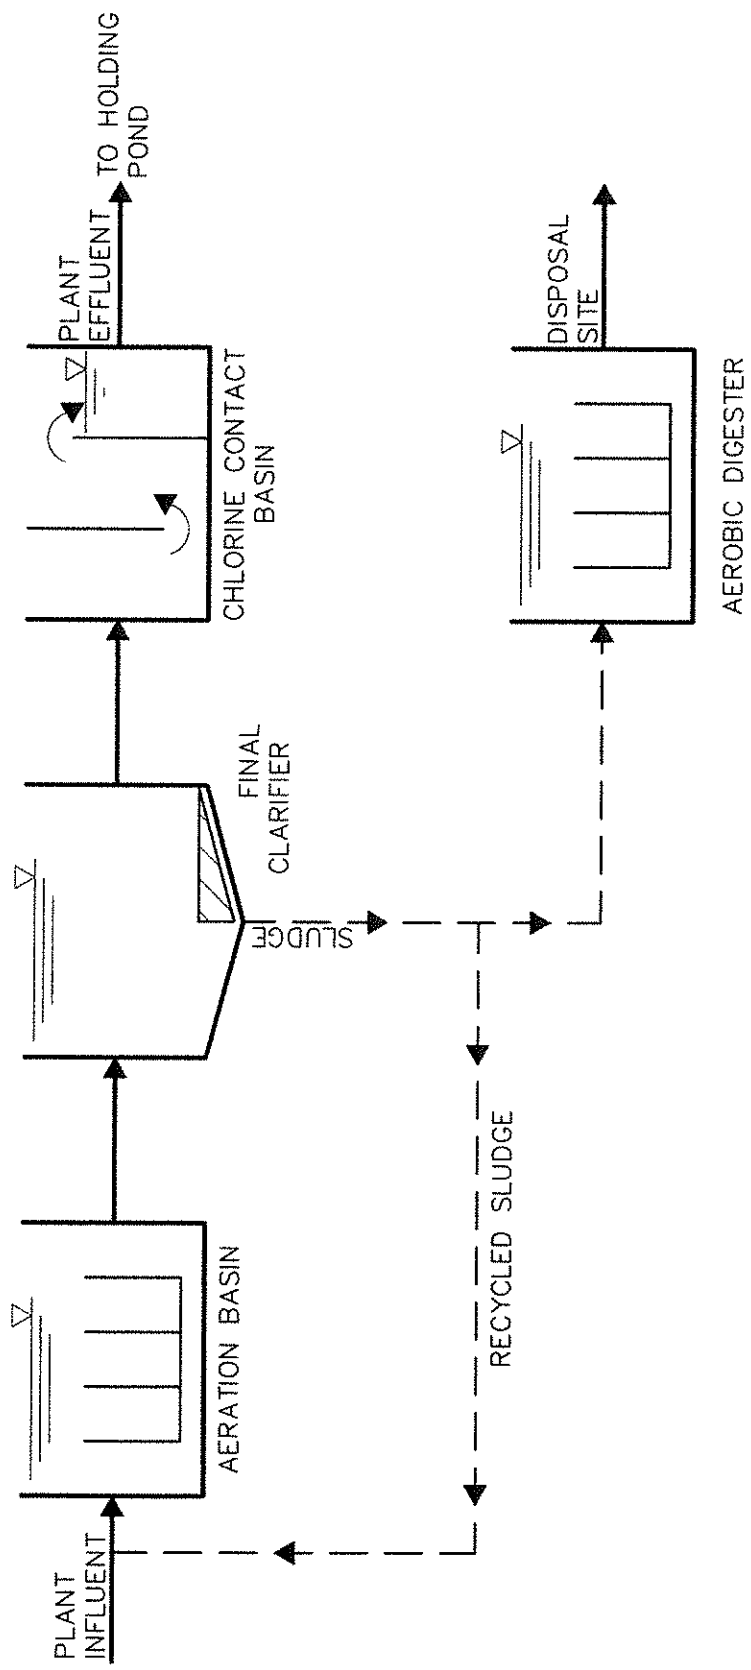 PLANT
INFLUENT
AERATION BASIN
FINAL
CLARIFIER
SLUDGE
RECYCLED SLUDGE
CHLORINE CONTACT
BASIN
PLANT
EFFLUENT
TO HOLDING
POND
DISPOSAL
SITE
AEROBIC DIGESTER